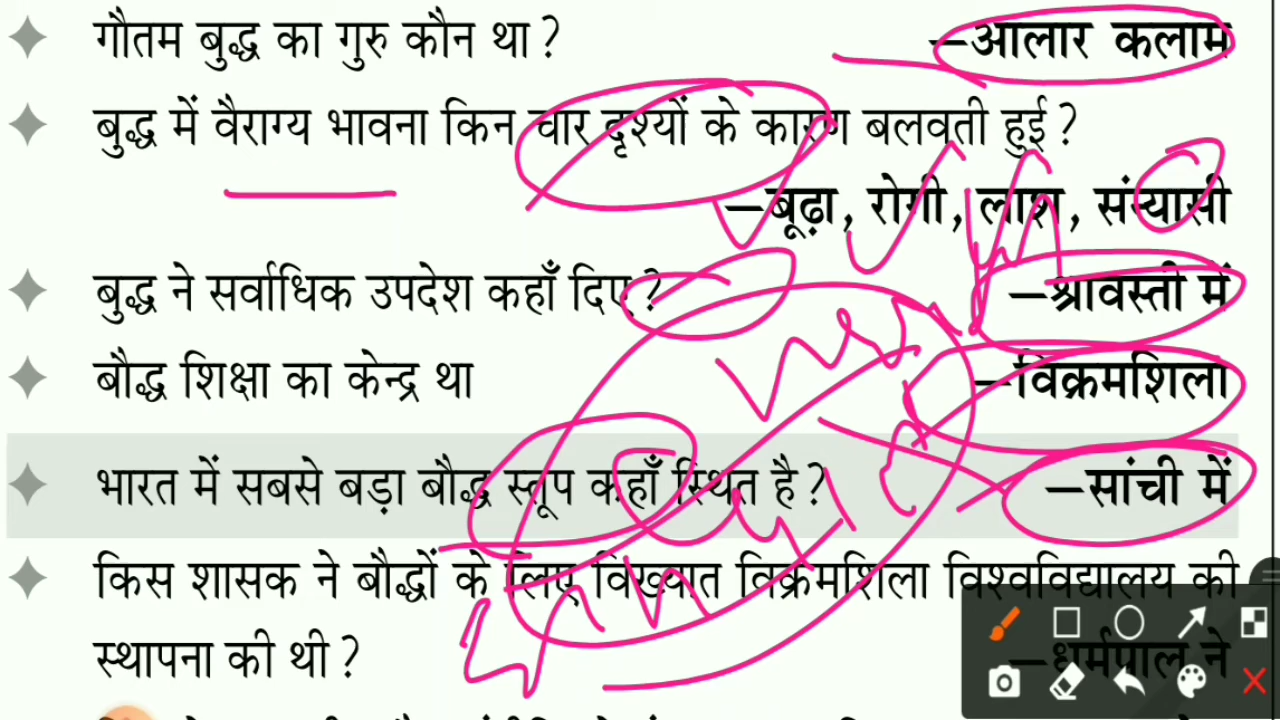 गौतम बुद्ध का गुरु कौन था ? —आलार कलाम
बुद्ध में वैराग्य भावना किन चार दृश्यों के कारण बलवती हुई ?
—बूढ़ा, रोगी, लाश, संन्यासी
बुद्ध ने सर्वाधिक उपदेश कहाँ दिए ? —श्रावस्ती में
बौद्ध शिक्षा का केन्द्र था —विक्रमशिला
भारत में सबसे बड़ा बौद्ध स्तूप कहाँ स्थित है ? —सांची में
किस शासक ने बौद्धों के लिए विख्यात विक्रमशिला विश्वविद्यालय की
स्थापना की थी ? —धर्मपाल ने